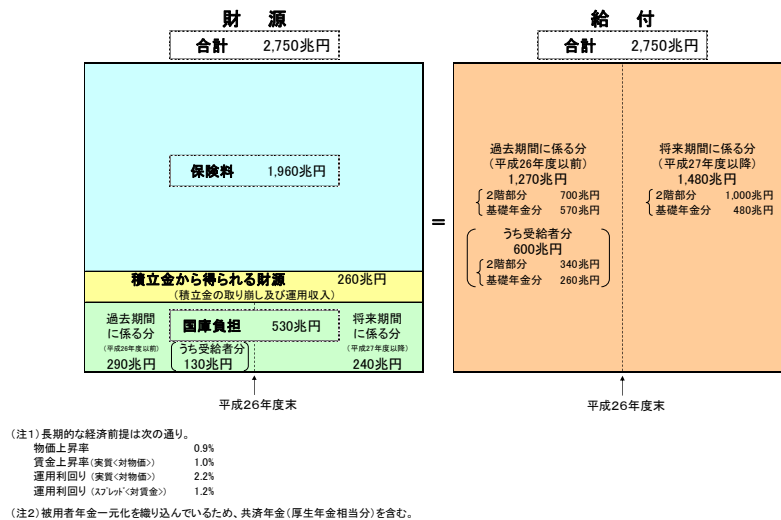 財　源
合計　2,750兆円
保険料　1,960兆円
積立金から得られる財源　260兆円
（積立金の取り崩し及び運用収入）
国庫負担　530兆円
過去期間
に係る分
（平成26年度以前）
290兆円
うち受給者分
130兆円
将来期間
に係る分
（平成27年度以降）
240兆円
平成26年度末
＝
給　付
合計　2,750兆円
過去期間に係る分
（平成26年度以前）
1,270兆円
2階部分　700兆円
基礎年金分　570兆円
うち受給者分
600兆円
2階部分　340兆円
基礎年金分　260兆円
将来期間に係る分
（平成27年度以降）
1,480兆円
2階部分　1,000兆円
基礎年金分　480兆円
平成26年度末
（注1）長期的な経済前提は次の通り。
物価上昇率　0.9%
賃金上昇率（実質<対物価>）　1.0%
運用利回り（実質<対物価>）　2.2%
運用利回り（スプレッド<対賃金>）　1.2%
（注2）被用者年金一元化を織り込んでいるため、共済年金（厚生年金相当分）を含む。